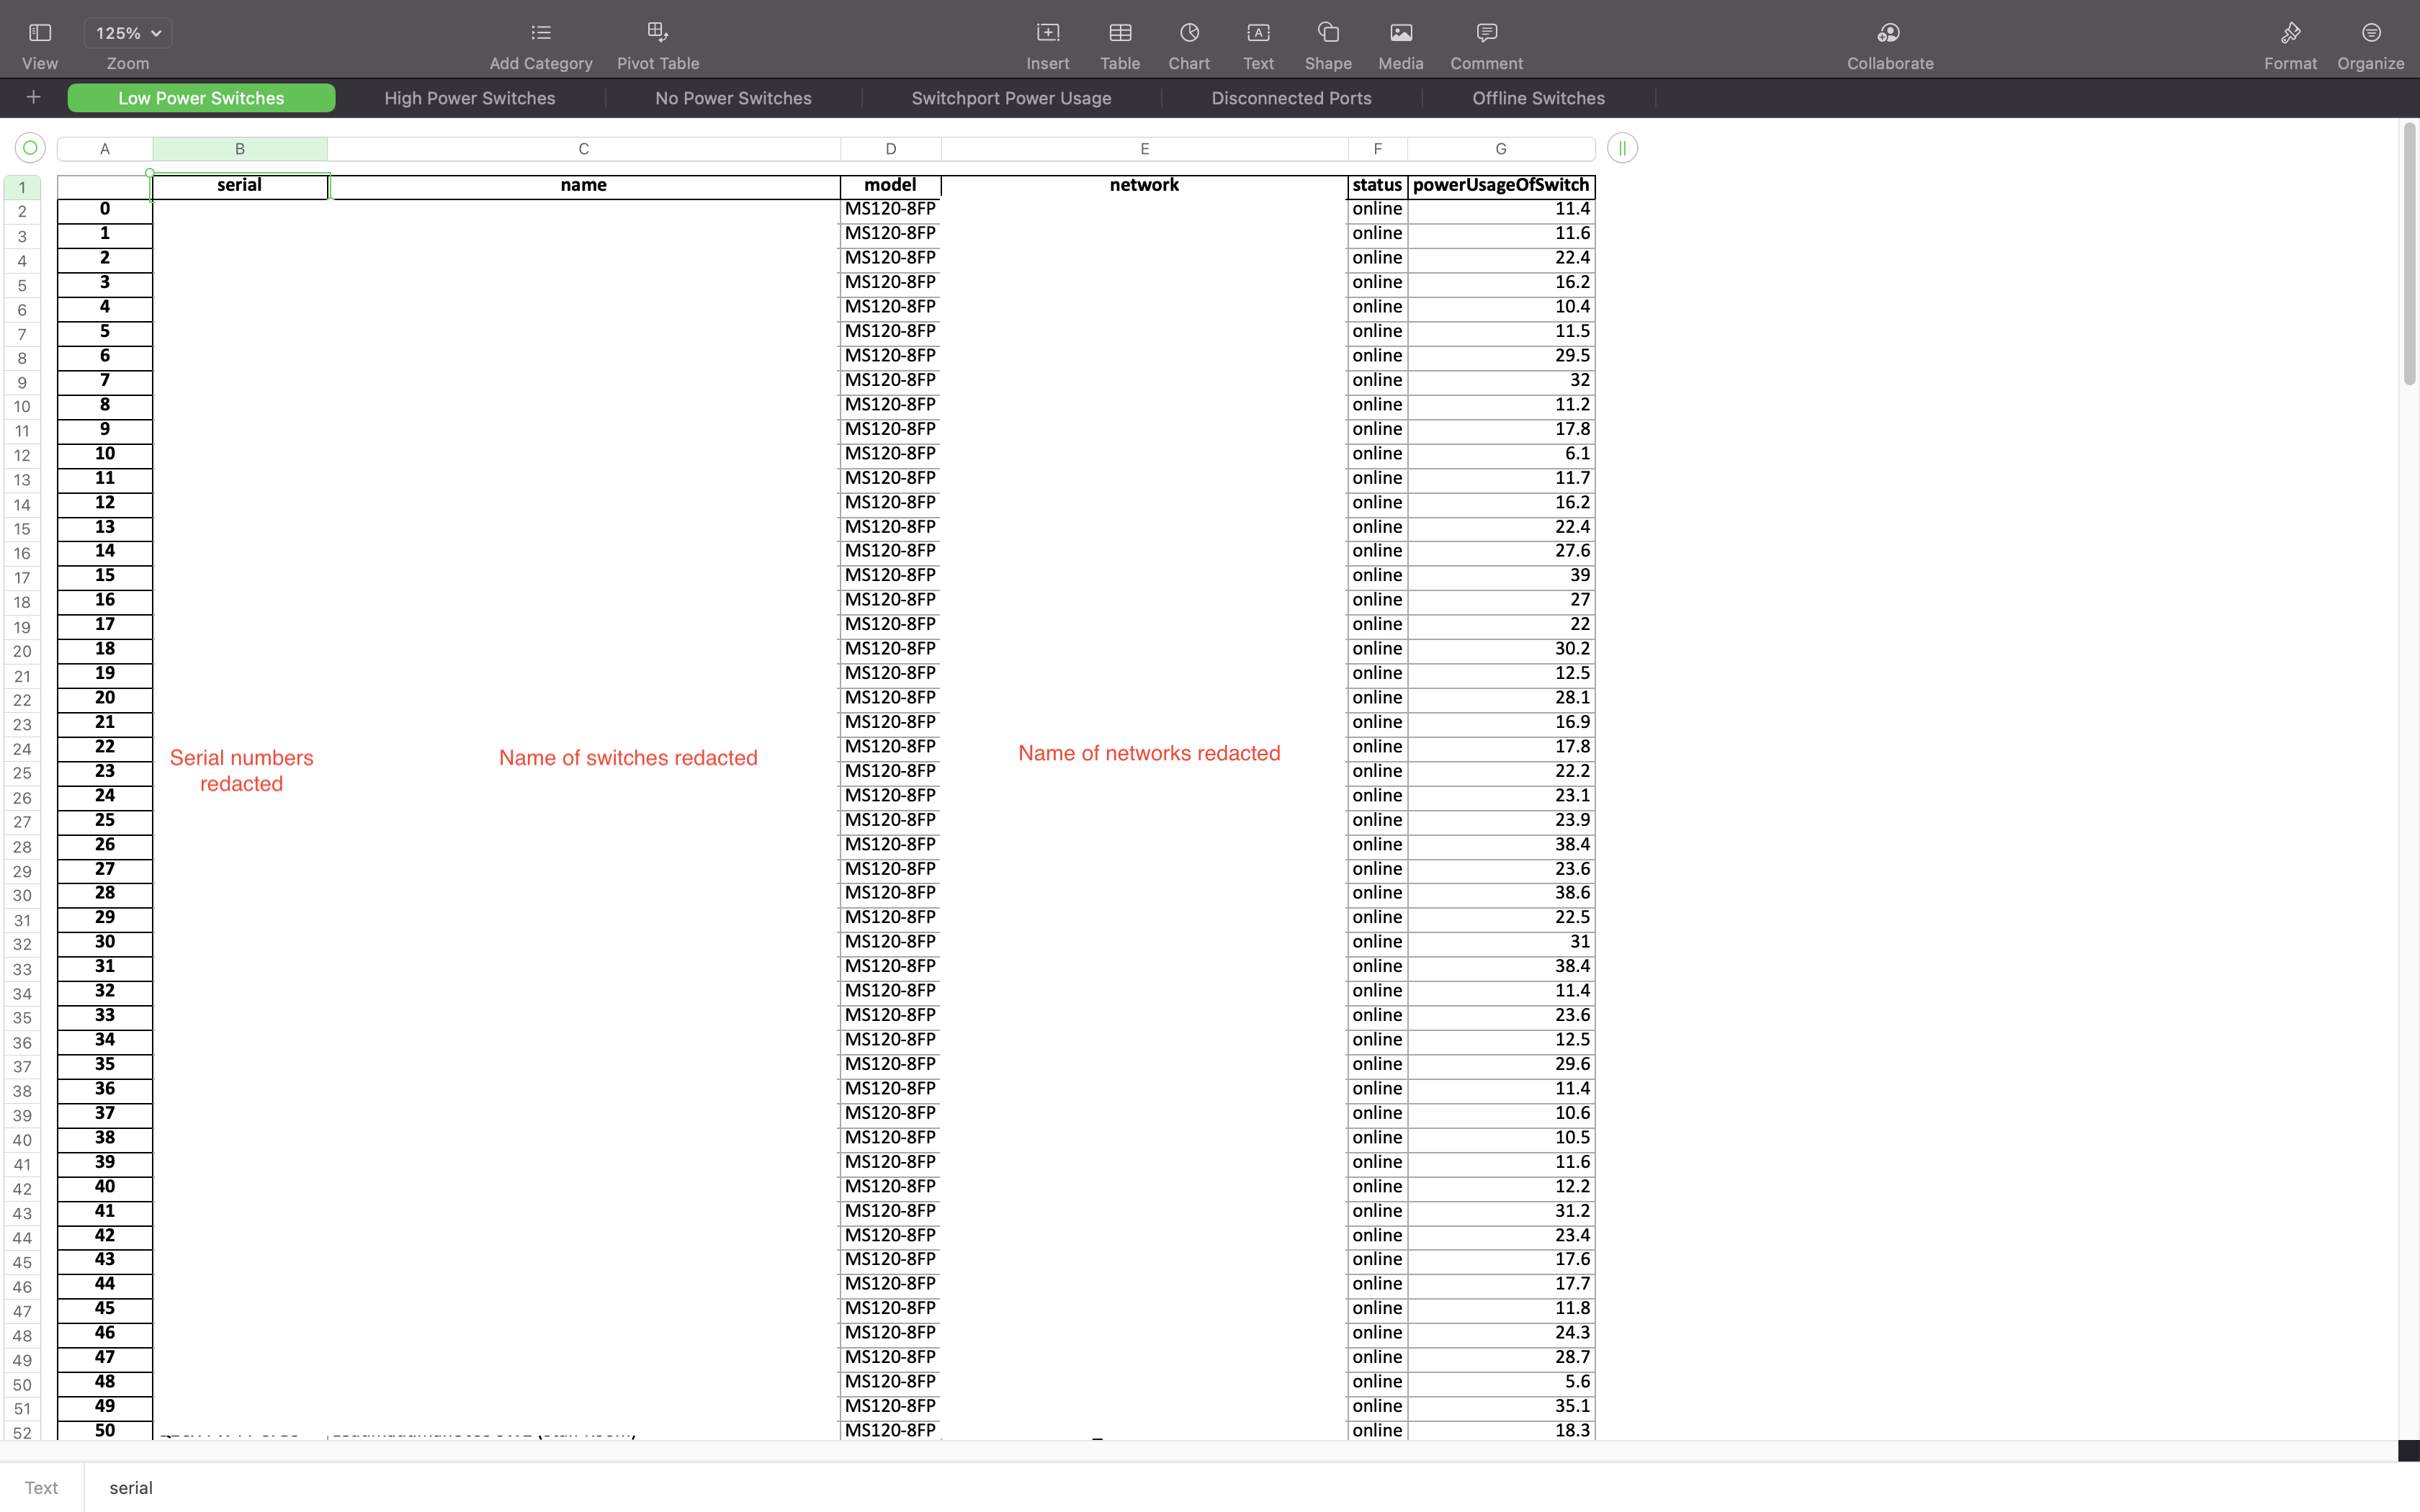 125%
View Zoom Add Category Pivot Table Insert Table Chart Text Shape Media Comment Collaborate Format Organize
Low Power Switches High Power Switches No Power Switches Switchport Power Usage Disconnected Ports Offline Switches
A B C D E F G
1 serial name model network status powerUsageOfSwitch
2 0 MS120-8FP online 11.4
3 1 MS120-8FP online 11.6
4 2 MS120-8FP online 22.4
5 3 MS120-8FP online 16.2
6 4 MS120-8FP online 10.4
7 5 MS120-8FP online 11.5
8 6 MS120-8FP online 29.5
9 7 MS120-8FP online 32
10 8 MS120-8FP online 11.2
11 9 MS120-8FP online 17.8
12 10 MS120-8FP online 6.1
13 11 MS120-8FP online 11.7
14 12 MS120-8FP online 16.2
15 13 MS120-8FP online 22.4
16 14 MS120-8FP online 27.6
17 15 MS120-8FP online 39
18 16 MS120-8FP online 27
19 17 MS120-8FP online 22
20 18 MS120-8FP online 30.2
21 19 MS120-8FP online 12.5
22 20 MS120-8FP online 28.1
23 21 MS120-8FP online 16.9
24 22 MS120-8FP online 17.8
Serial numbers
redacted
Name of switches redacted
Name of networks redacted
25 23 MS120-8FP online 22.2
26 24 MS120-8FP online 23.1
27 25 MS120-8FP online 23.9
28 26 MS120-8FP online 38.4
29 27 MS120-8FP online 23.6
30 28 MS120-8FP online 38.6
31 29 MS120-8FP online 22.5
32 30 MS120-8FP online 31
33 31 MS120-8FP online 38.4
34 32 MS120-8FP online 11.4
35 33 MS120-8FP online 23.6
36 34 MS120-8FP online 12.5
37 35 MS120-8FP online 29.6
38 36 MS120-8FP online 11.4
39 37 MS120-8FP online 10.6
40 38 MS120-8FP online 10.5
41 39 MS120-8FP online 11.6
42 40 MS120-8FP online 12.2
43 41 MS120-8FP online 31.2
44 42 MS120-8FP online 23.4
45 43 MS120-8FP online 17.6
46 44 MS120-8FP online 17.7
47 45 MS120-8FP online 11.8
48 46 MS120-8FP online 24.3
49 47 MS120-8FP online 28.7
50 48 MS120-8FP online 5.6
51 49 MS120-8FP online 35.1
52 50 MS120-8FP online 18.3
Text serial